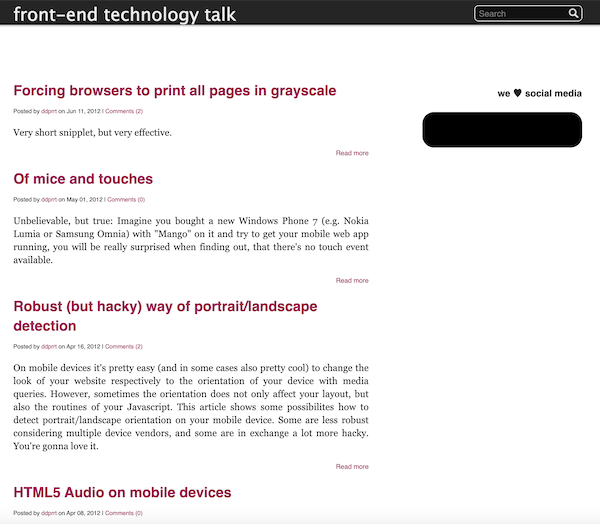 front-end technology talk
Search
Forcing browsers to print all pages in grayscale
we ♥ social media
Posted by ddprrt on Jun 11, 2012 | Comments (2)
Very short snipplet, but very effective.
Read more
Of mice and touches
Posted by ddprrt on May 01, 2012 | Comments (0)
Unbelievable, but true: Imagine you bought a new Windows Phone 7 (e.g. Nokia
Lumia or Samsung Omnia) with "Mango" on it and try to get your mobile web app
running, you will be really surprised when finding out, that there's no touch event
available.
Read more
Robust (but hacky) way of portrait/landscape
detection
Posted by ddprrt on Apr 16, 2012 | Comments (2)
On mobile devices it's pretty easy (and in some cases also pretty cool) to change the
look of your website respectively to the orientation of your device with media
queries. However, sometimes the orientation does not only affect your layout, but
also the routines of your Javascript. This article shows some possibilites how to
detect portrait/landscape orientation on your mobile device. Some are less robust
considering multiple device vendors, and some are in exchange a lot more hacky.
You're gonna love it.
Read more
HTML5 Audio on mobile devices
Posted by ddprrt on Apr 08, 2012 | Comments (0)